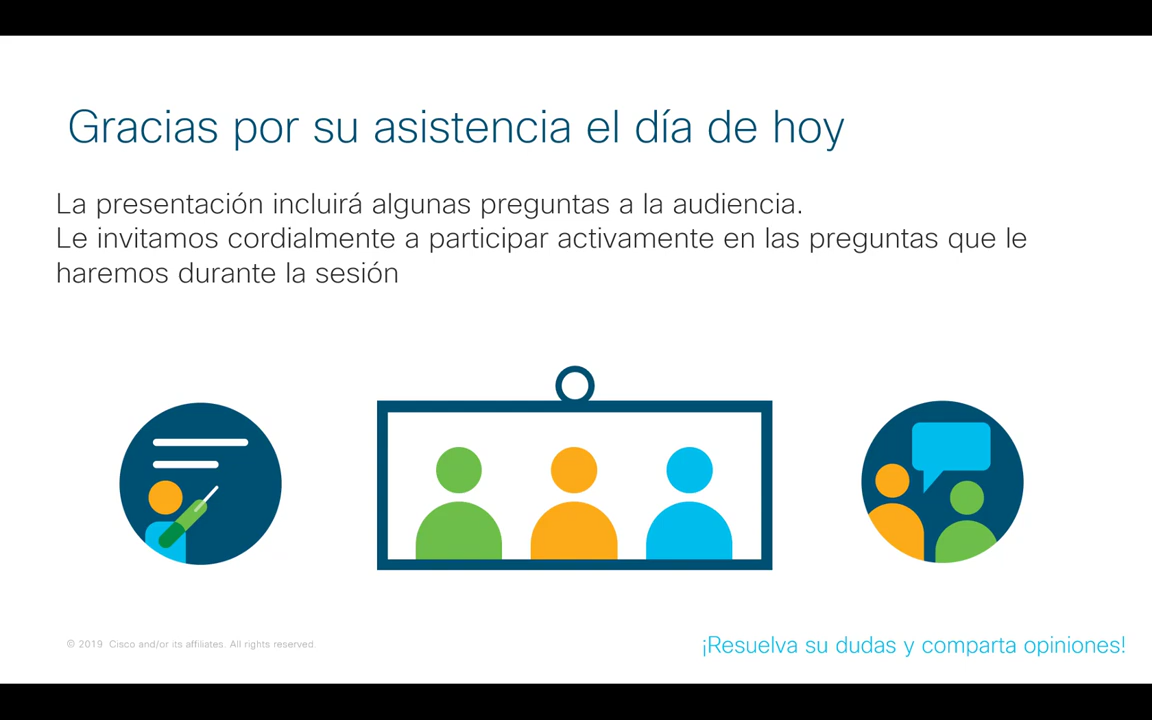 Gracias por su asistencia el día de hoy
La presentación incluirá algunas preguntas a la audiencia.
Le invitamos cordialmente a participar activamente en las preguntas que le
haremos durante la sesión
© 2019 Cisco and/or its affiliates. All rights reserved.
¡Resuelva su dudas y comparta opiniones!